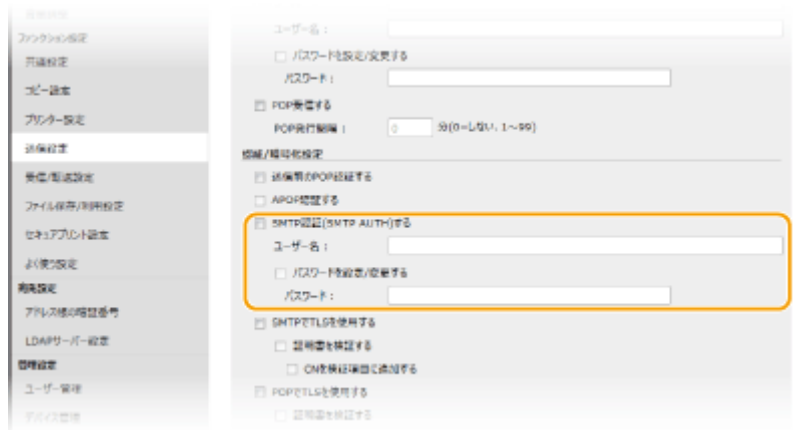 ファンクション設定
共通設定
コピー設定
プリンター設定
送信設定
受信/転送設定
ファイル保存/利用設定
セキュアプリント設定
よく使う設定
宛先設定
アドレス帳の暗証番号
LDAPサーバー設定
管理設定
ユーザー管理
デバイス管理
ユーザー名：
パスワードを設定/変更する
パスワード：
POP受信する
POP発行間隔： 0 分(0=しない, 1～99)
認証/暗号化設定
送信前のPOP認証する
APOP認証する
SMTP認証(SMTP AUTH)する
ユーザー名：
パスワードを設定/変更する
パスワード：
SMTPでTLSを使用する
証明書を検証する
CNを検証項目に追加する
POPでTLSを使用する
証明書を検証する